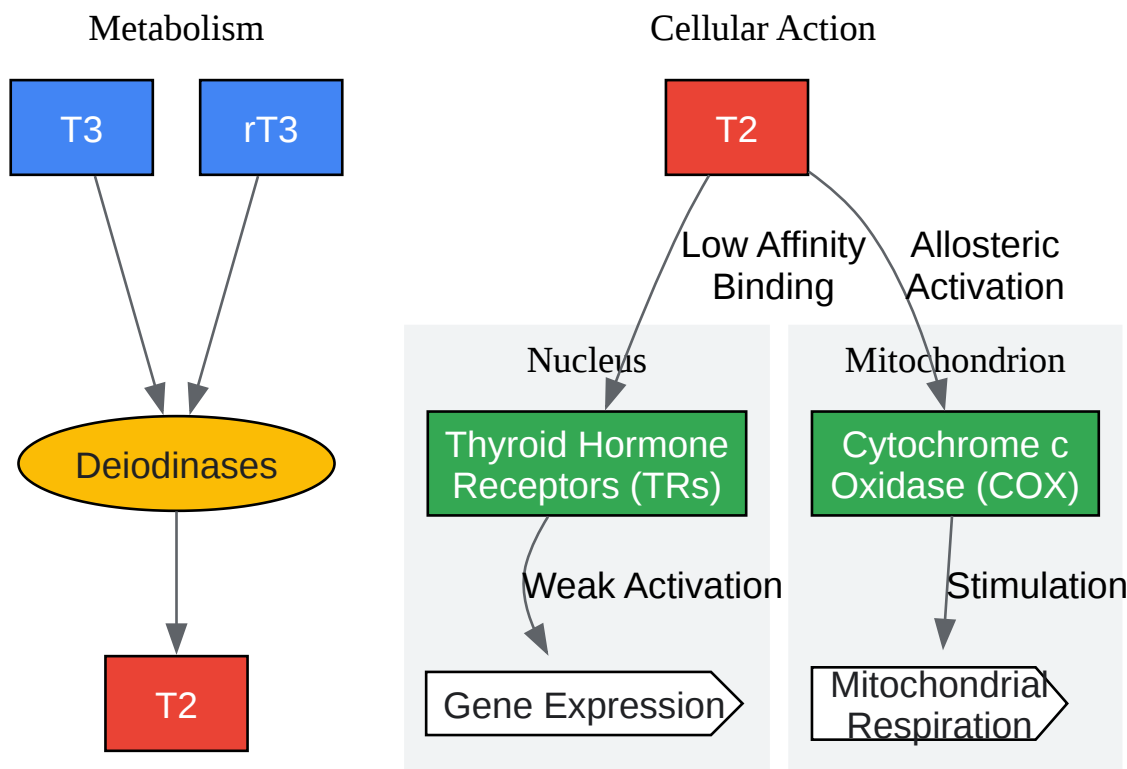 Metabolism
T3
rT3
Deiodinases
T2
Cellular Action
T2
Low Affinity
Binding
Allosteric
Activation
Nucleus
Thyroid Hormone
Receptors (TRs)
Weak Activation
Gene Expression
Mitochondrion
Cytochrome c
Oxidase (COX)
Stimulation
Mitochondrial
Respiration